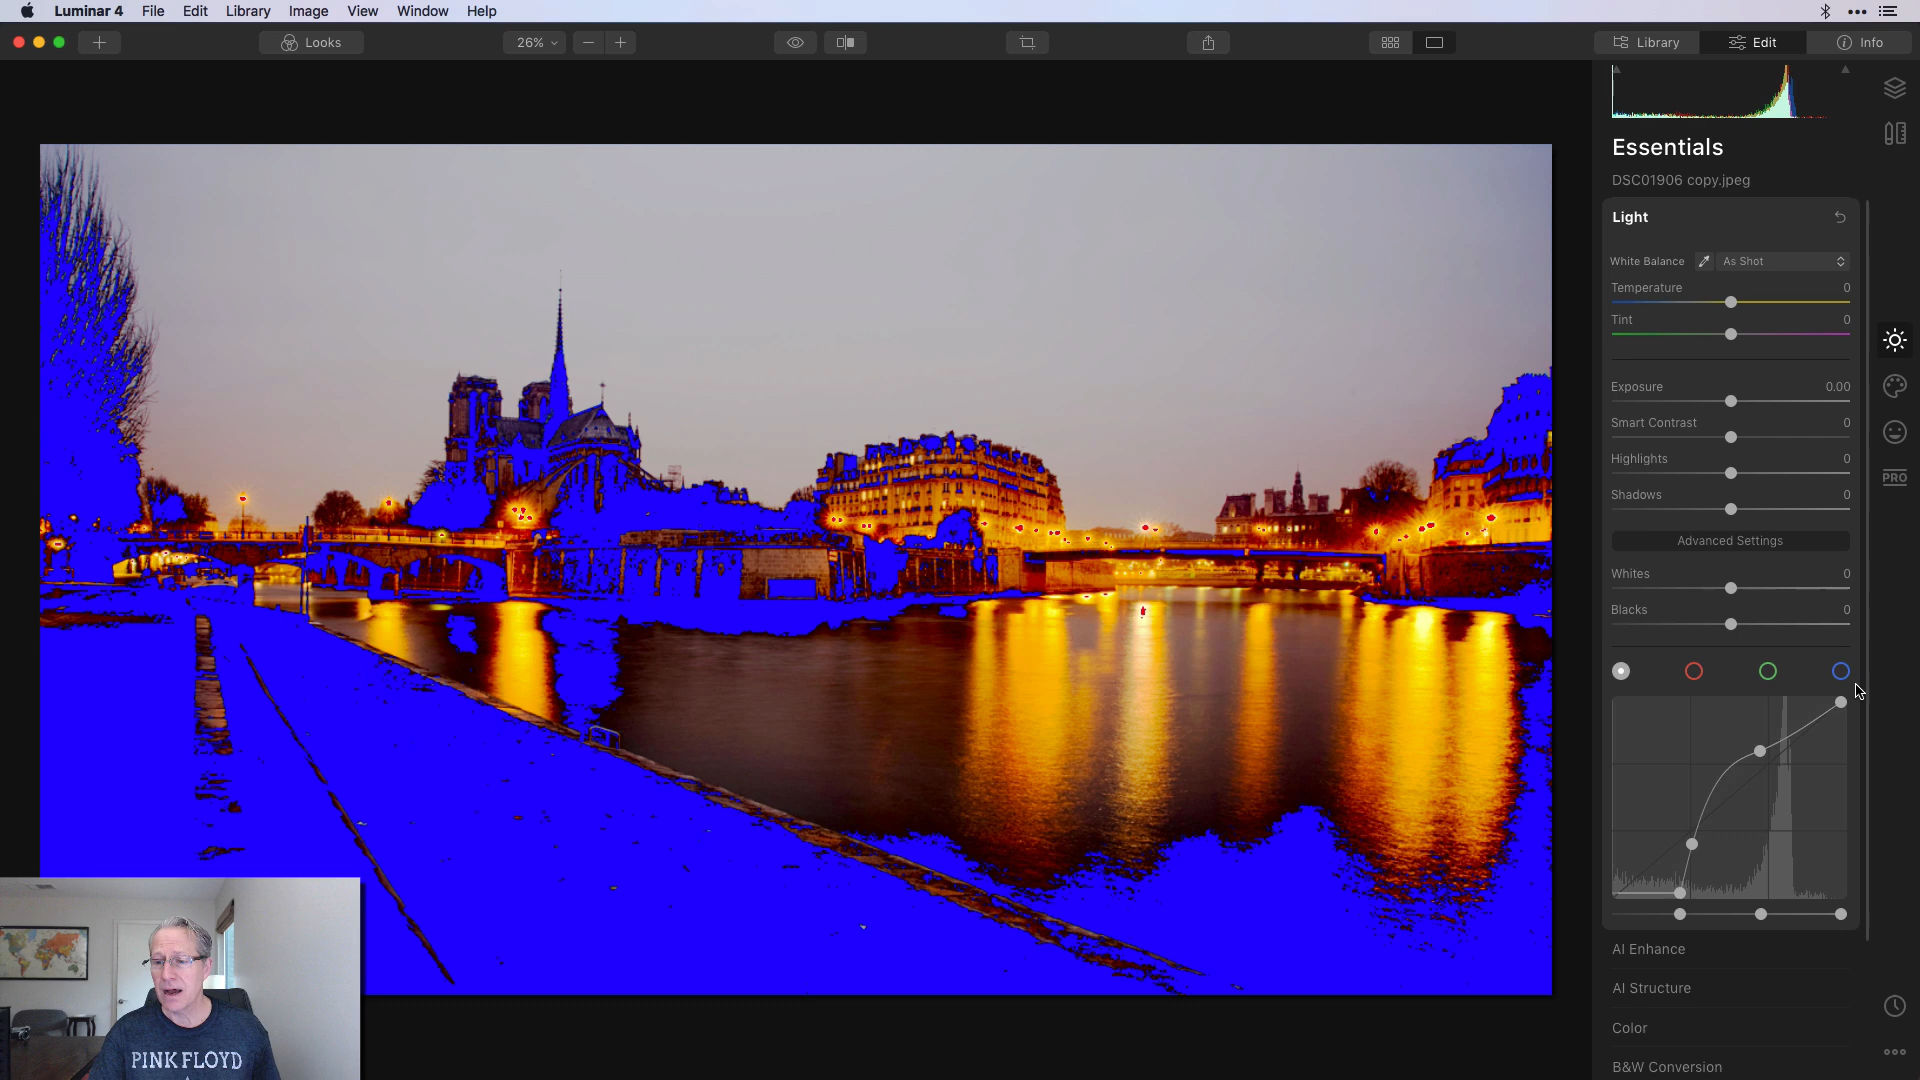 Luminar 4 File Edit Library Image View Window Help
Looks 26% Library Edit Info
Essentials
DSC01906 copy.jpeg
Light
White Balance As Shot
Temperature 0
Tint 0
Exposure 0.00
Smart Contrast 0
Highlights 0
Shadows 0
Advanced Settings
Whites 0
Blacks 0
PRO
AI Enhance
AI Structure
Color
B&W Conversion
PINK FLOYD